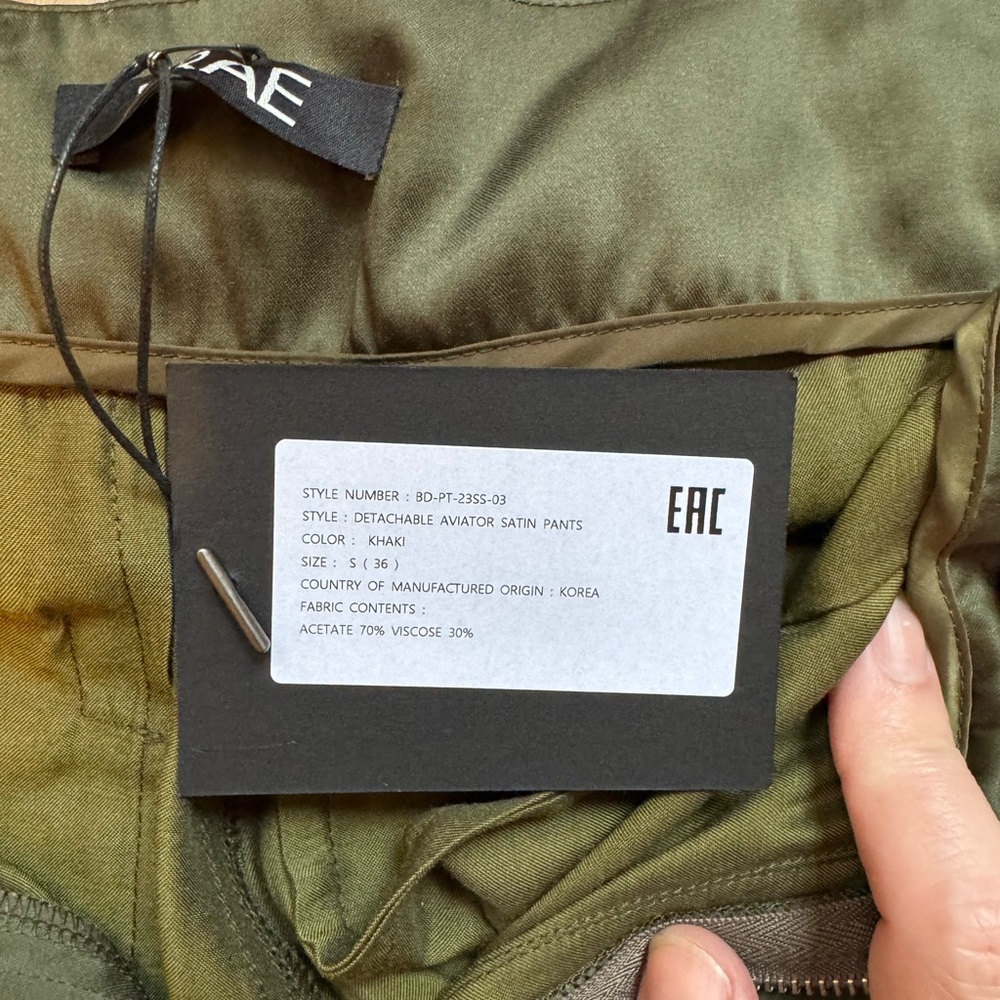 STYLE NUMBER : BD-PT-23SS-03
STYLE : DETACHABLE AVIATOR SATIN PANTS
COLOR : KHAKI
SIZE : S ( 36 )
COUNTRY OF MANUFACTURED ORIGIN : KOREA
FABRIC CONTENTS :
ACETATE 70% VISCOSE 30%
EAC